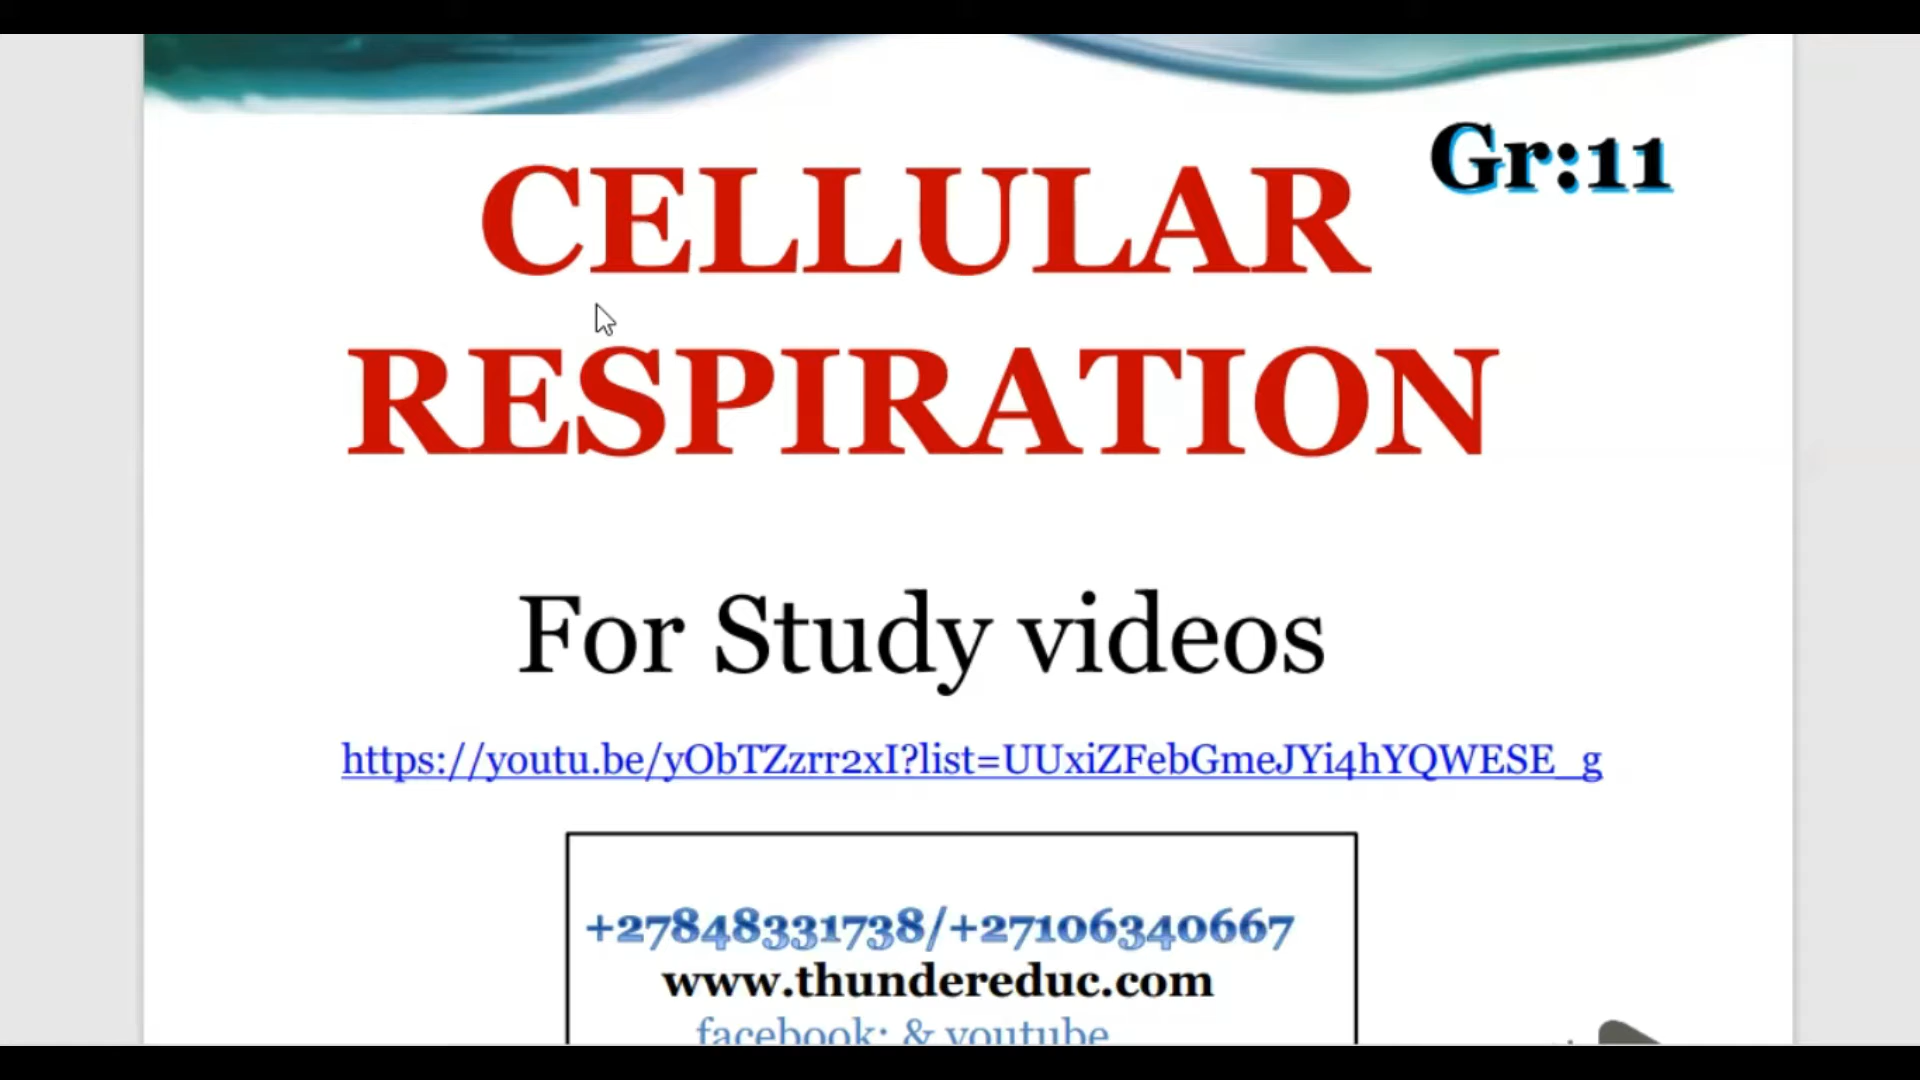 Gr:11
CELLULAR
RESPIRATION
For Study videos
https://youtu.be/yObTZzrr2xI?list=UUxiZFebGmeJYi4hYQWESE_g
+27848331738/+27106340667
www.thundereduc.com
facebook: & youtube